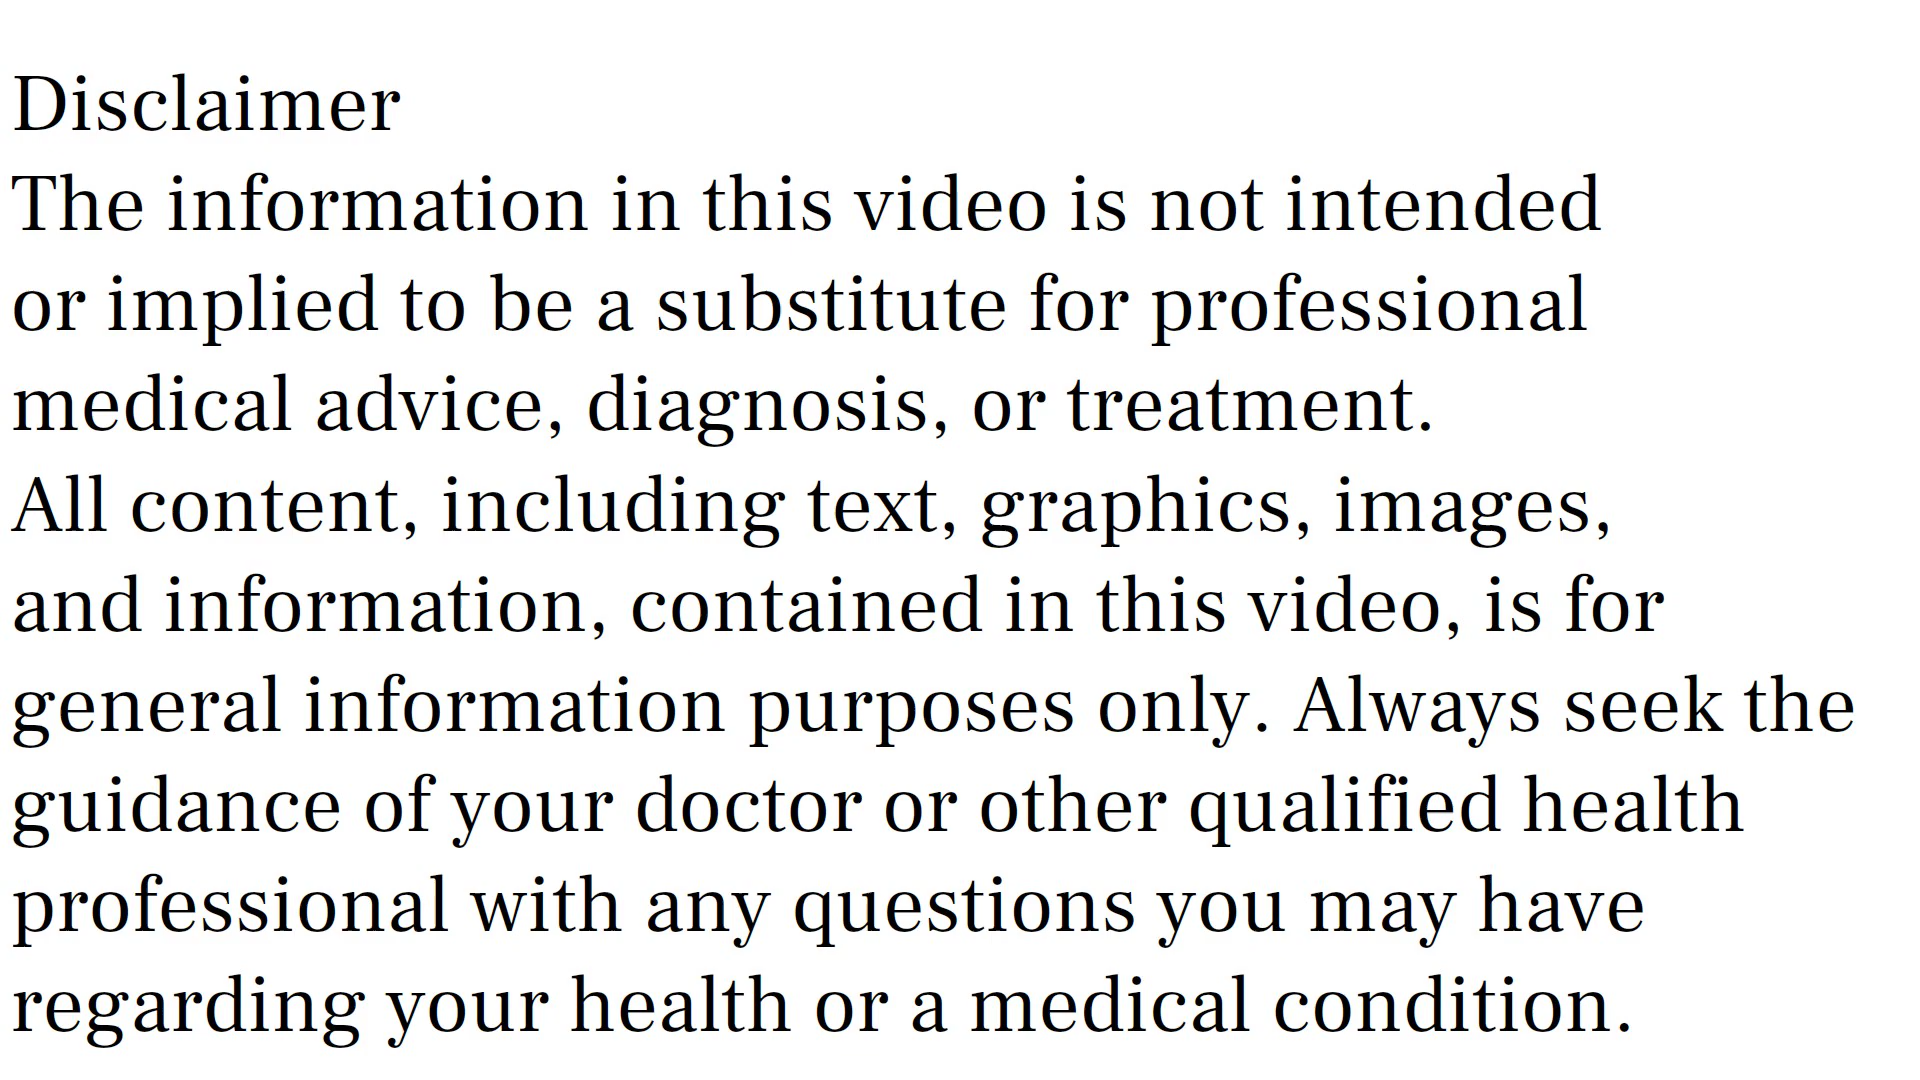 Disclaimer
The information in this video is not intended
or implied to be a substitute for professional
medical advice, diagnosis, or treatment.
All content, including text, graphics, images,
and information, contained in this video, is for
general information purposes only. Always seek the
guidance of your doctor or other qualified health
professional with any questions you may have
regarding your health or a medical condition.